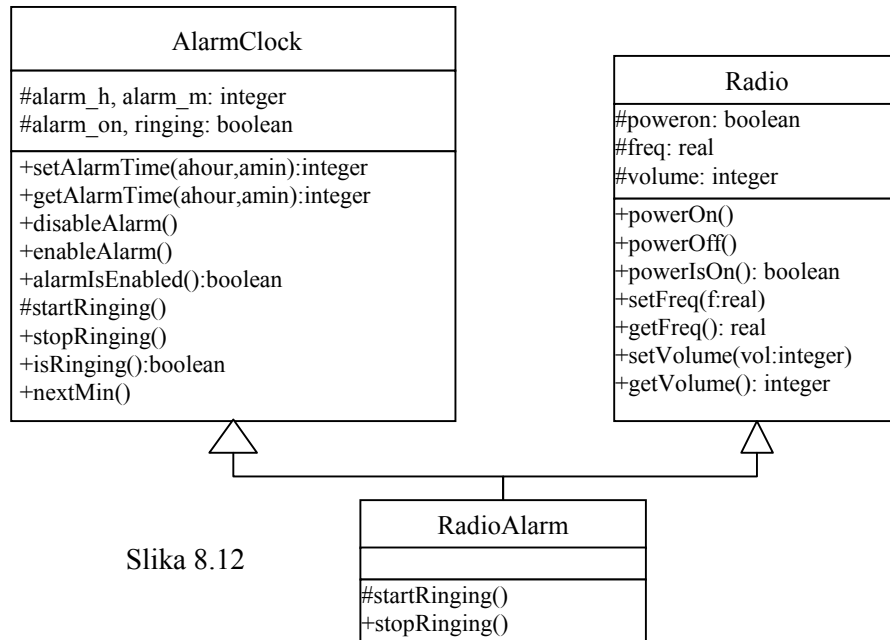 AlarmClock
#alarm_h, alarm_m: integer
#alarm_on, ringing: boolean
+setAlarmTime(ahour,amin):integer
+getAlarmTime(ahour,amin):integer
+disableAlarm()
+enableAlarm()
+alarmIsEnabled():boolean
#startRinging()
+stopRinging()
+isRinging():boolean
+nextMin()
Radio
#poweron: boolean
#freq: real
#volume: integer
+powerOn()
+powerOff()
+powerIsOn(): boolean
+setFreq(f:real)
+getFreq(): real
+setVolume(vol:integer)
+getVolume(): integer
RadioAlarm
#startRinging()
+stopRinging()
Slika 8.12